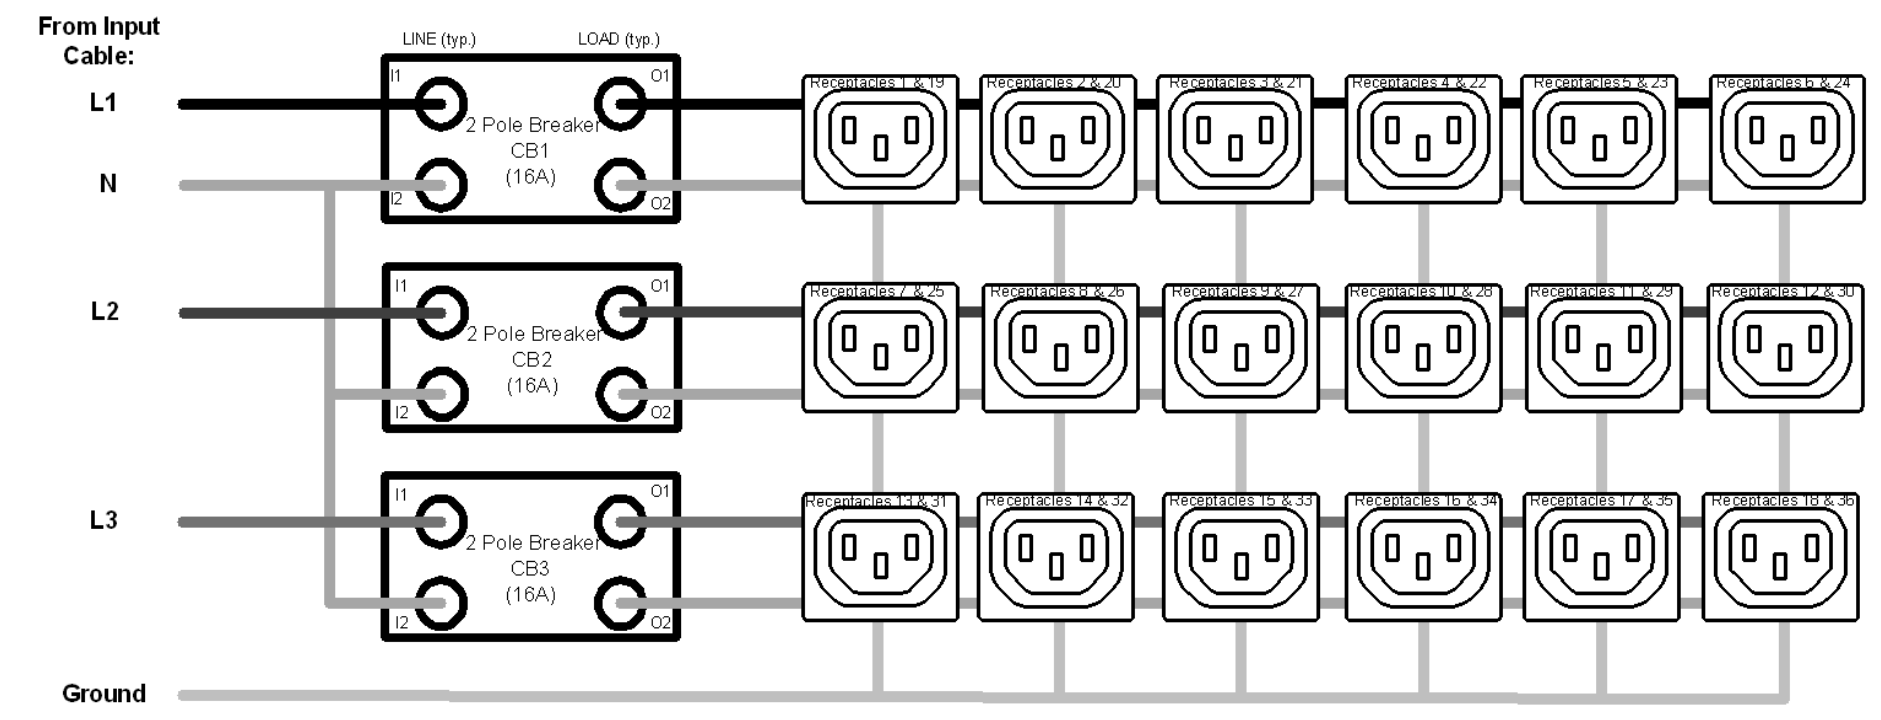 From Input
Cable:
LINE (typ.)
LOAD (typ.)
L1
I1
O1
2 Pole Breaker
CB1
(16A)
N
I2
O2
Receptacles 1 & 19
Receptacles 2 & 20
Receptacles 3 & 21
Receptacles 4 & 22
Receptacles 5 & 23
Receptacles 6 & 24
L2
I1
O1
2 Pole Breaker
CB2
(16A)
I2
O2
Receptacles 7 & 25
Receptacles 8 & 26
Receptacles 9 & 27
Receptacles 10 & 28
Receptacles 11 & 29
Receptacles 12 & 30
L3
I1
O1
2 Pole Breaker
CB3
(16A)
I2
O2
Receptacles 13 & 31
Receptacles 14 & 32
Receptacles 15 & 33
Receptacles 16 & 34
Receptacles 17 & 35
Receptacles 18 & 36
Ground